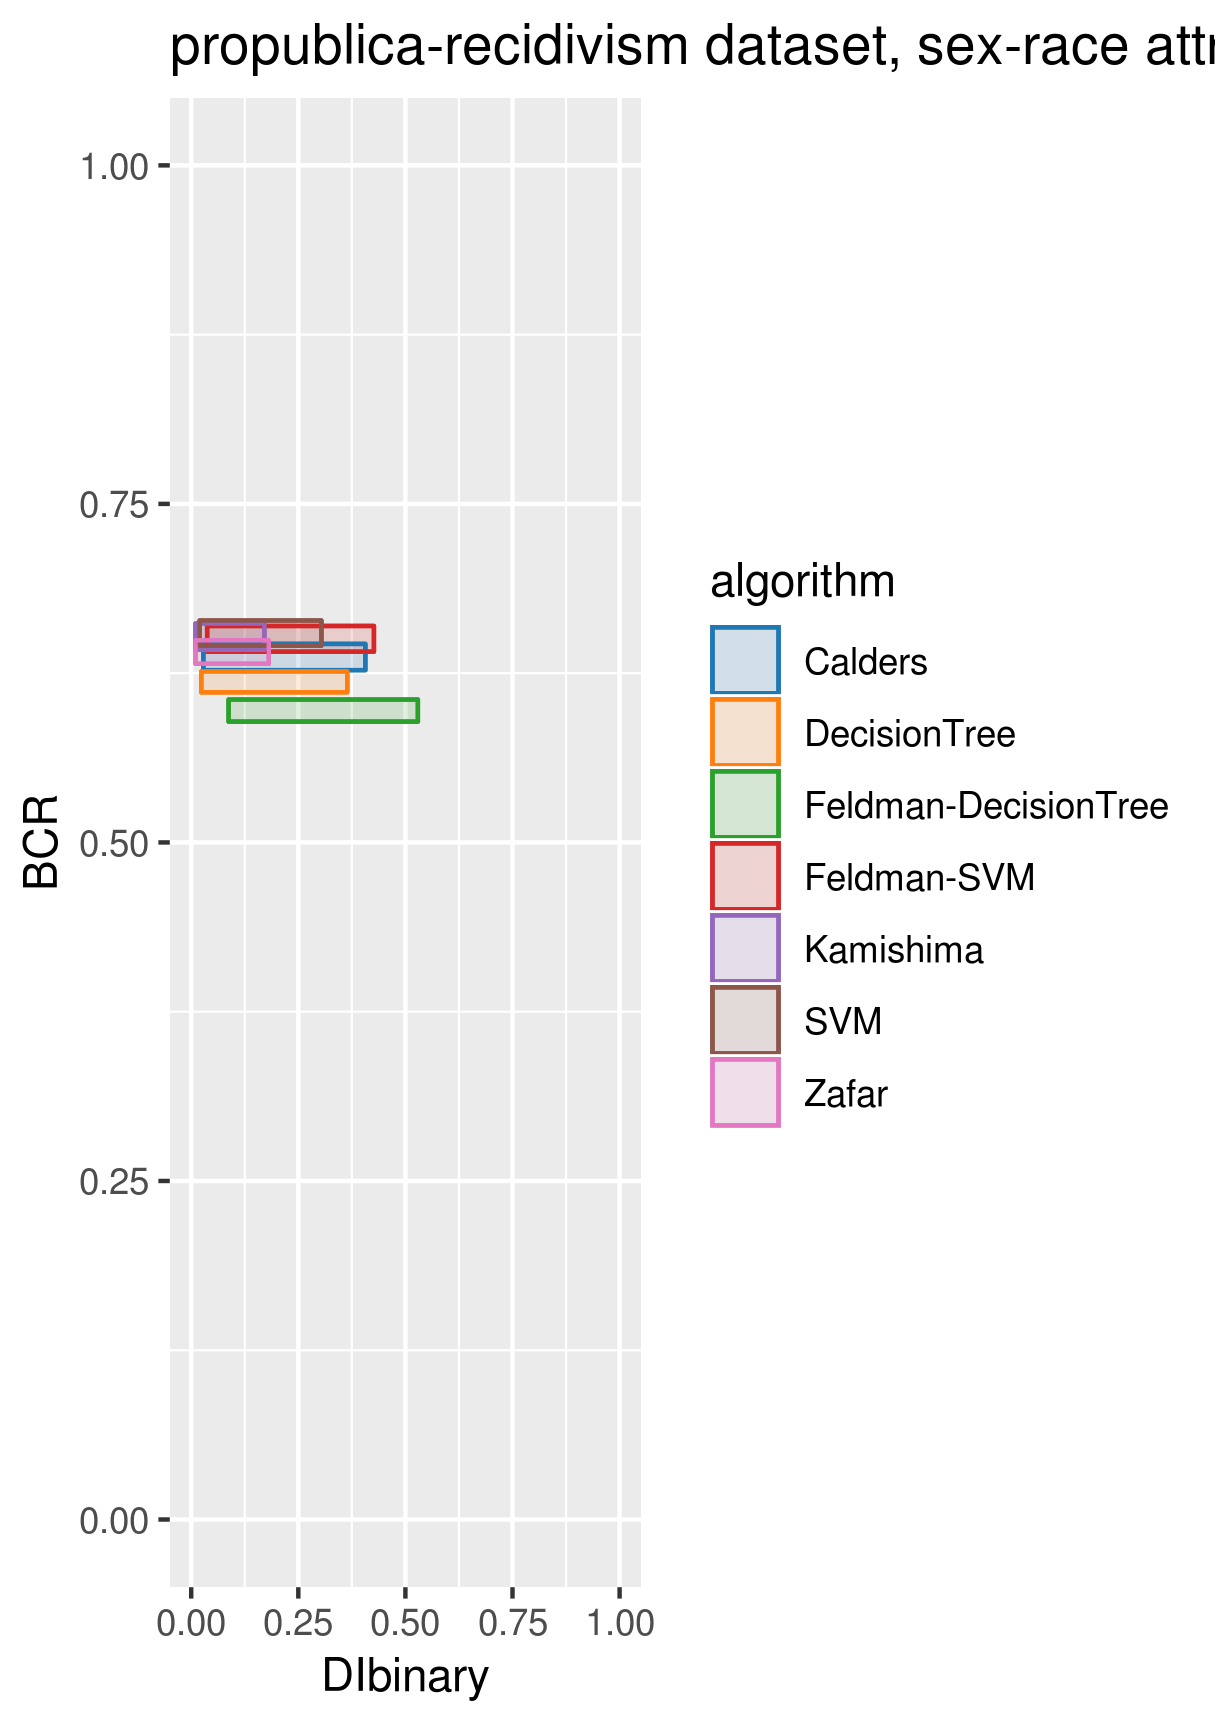 propublica-recidivism dataset, sex-race
1.00
0.75
0.50
0.25
0.00
BCR
0.00 0.25 0.50 0.75 1.00
DIbinary
algorithm
Calders
DecisionTree
Feldman-DecisionTree
Feldman-SVM
Kamishima
SVM
Zafar